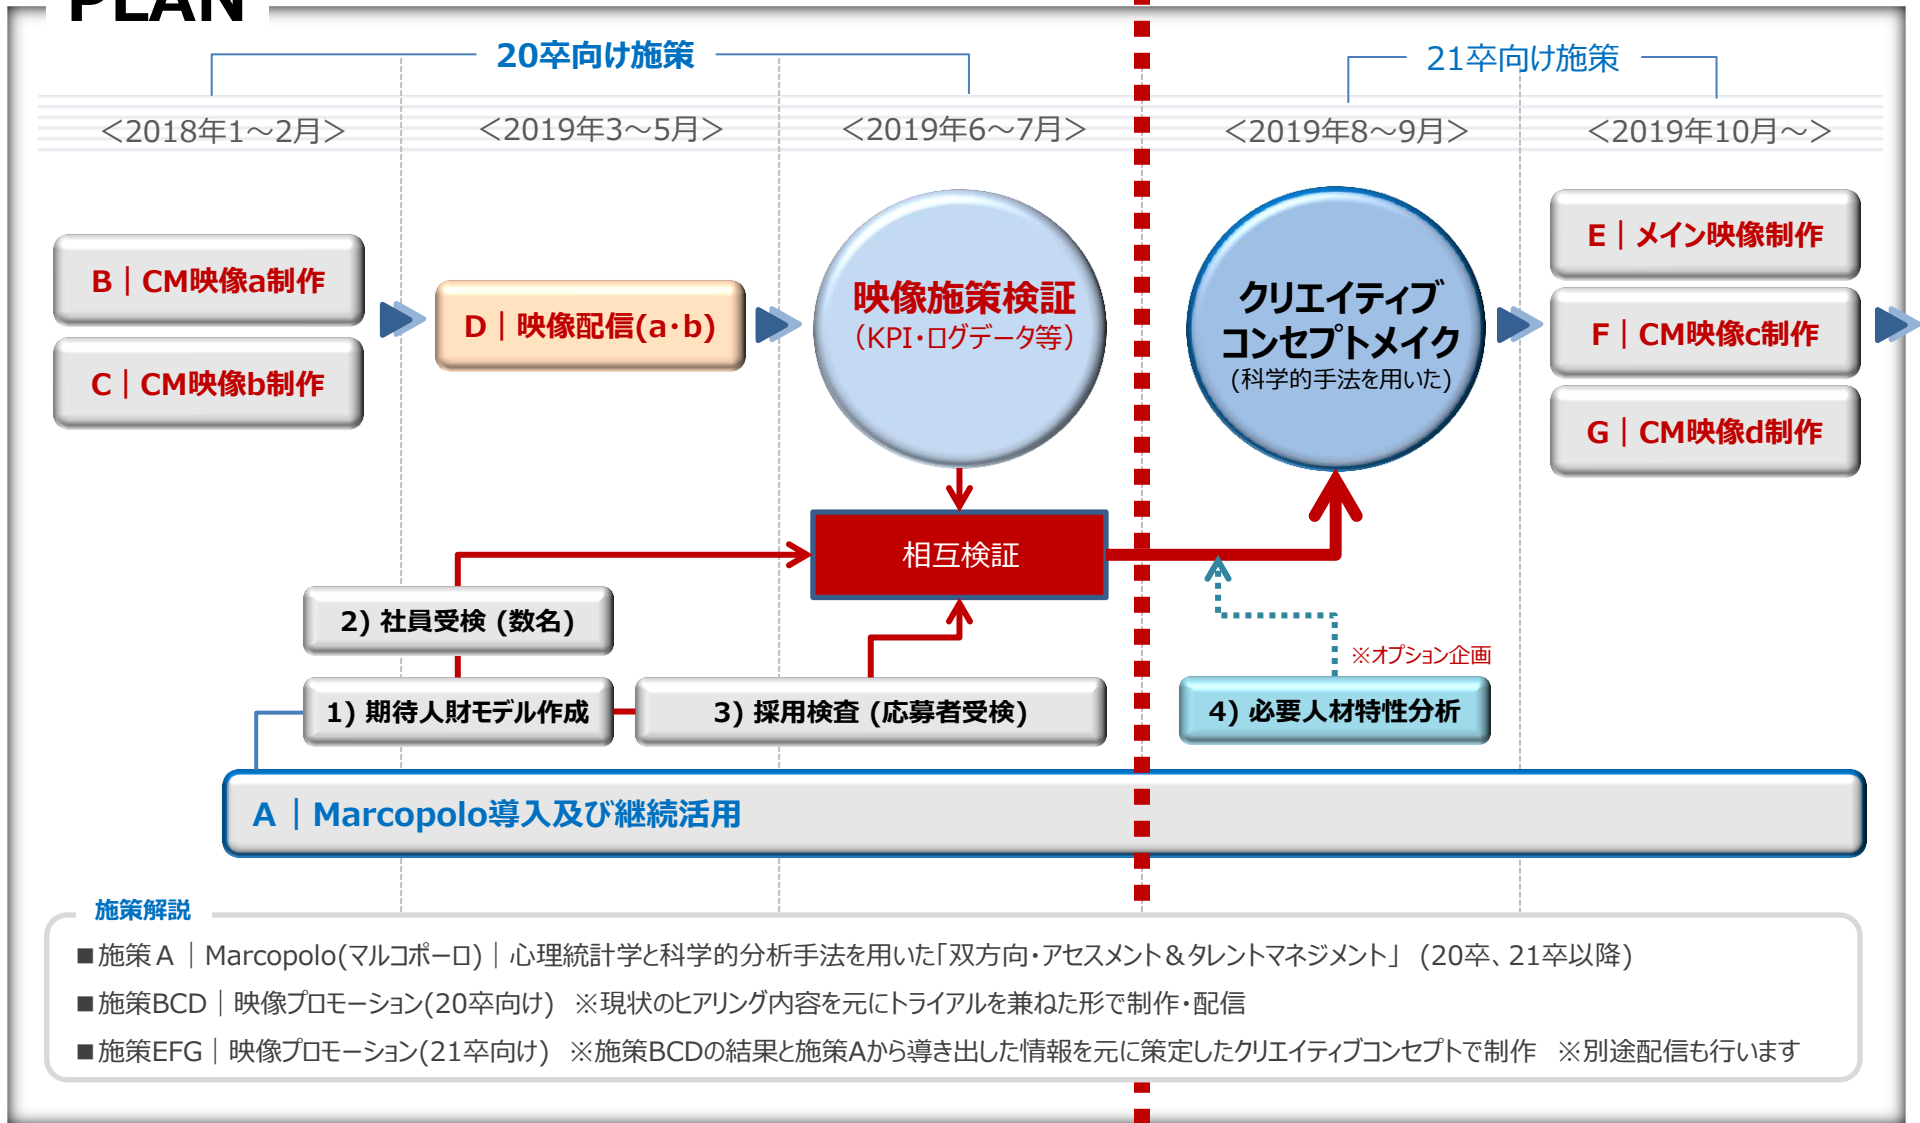 PLAN
20卒向け施策
21卒向け施策
<2018年1～2月>
<2019年3～5月>
<2019年6～7月>
<2019年8～9月>
<2019年10月～>
B｜CM映像a制作
C｜CM映像b制作
D｜映像配信(a・b)
映像施策検証
（KPI・ログデータ等）
クリエイティブ
コンセプトメイク
(科学的手法を用いた)
E｜メイン映像制作
F｜CM映像c制作
G｜CM映像d制作
相互検証
2) 社員受検 (数名)
※オプション企画
1) 期待人財モデル作成
3) 採用検査 (応募者受検)
4) 必要人材特性分析
A｜Marcopolo導入及び継続活用
施策解説
■施策A｜Marcopolo(マルコポーロ)｜心理統計学と科学的分析手法を用いた「双方向・アセスメント＆タレントマネジメント」 (20卒、21卒以降)
■施策BCD｜映像プロモーション(20卒向け) ※現状のヒアリング内容を元にトライアルを兼ねた形で制作・配信
■施策EFG｜映像プロモーション(21卒向け) ※施策BCDの結果と施策Aから導き出した情報を元に策定したクリエイティブコンセプトで制作 ※別途配信も行います